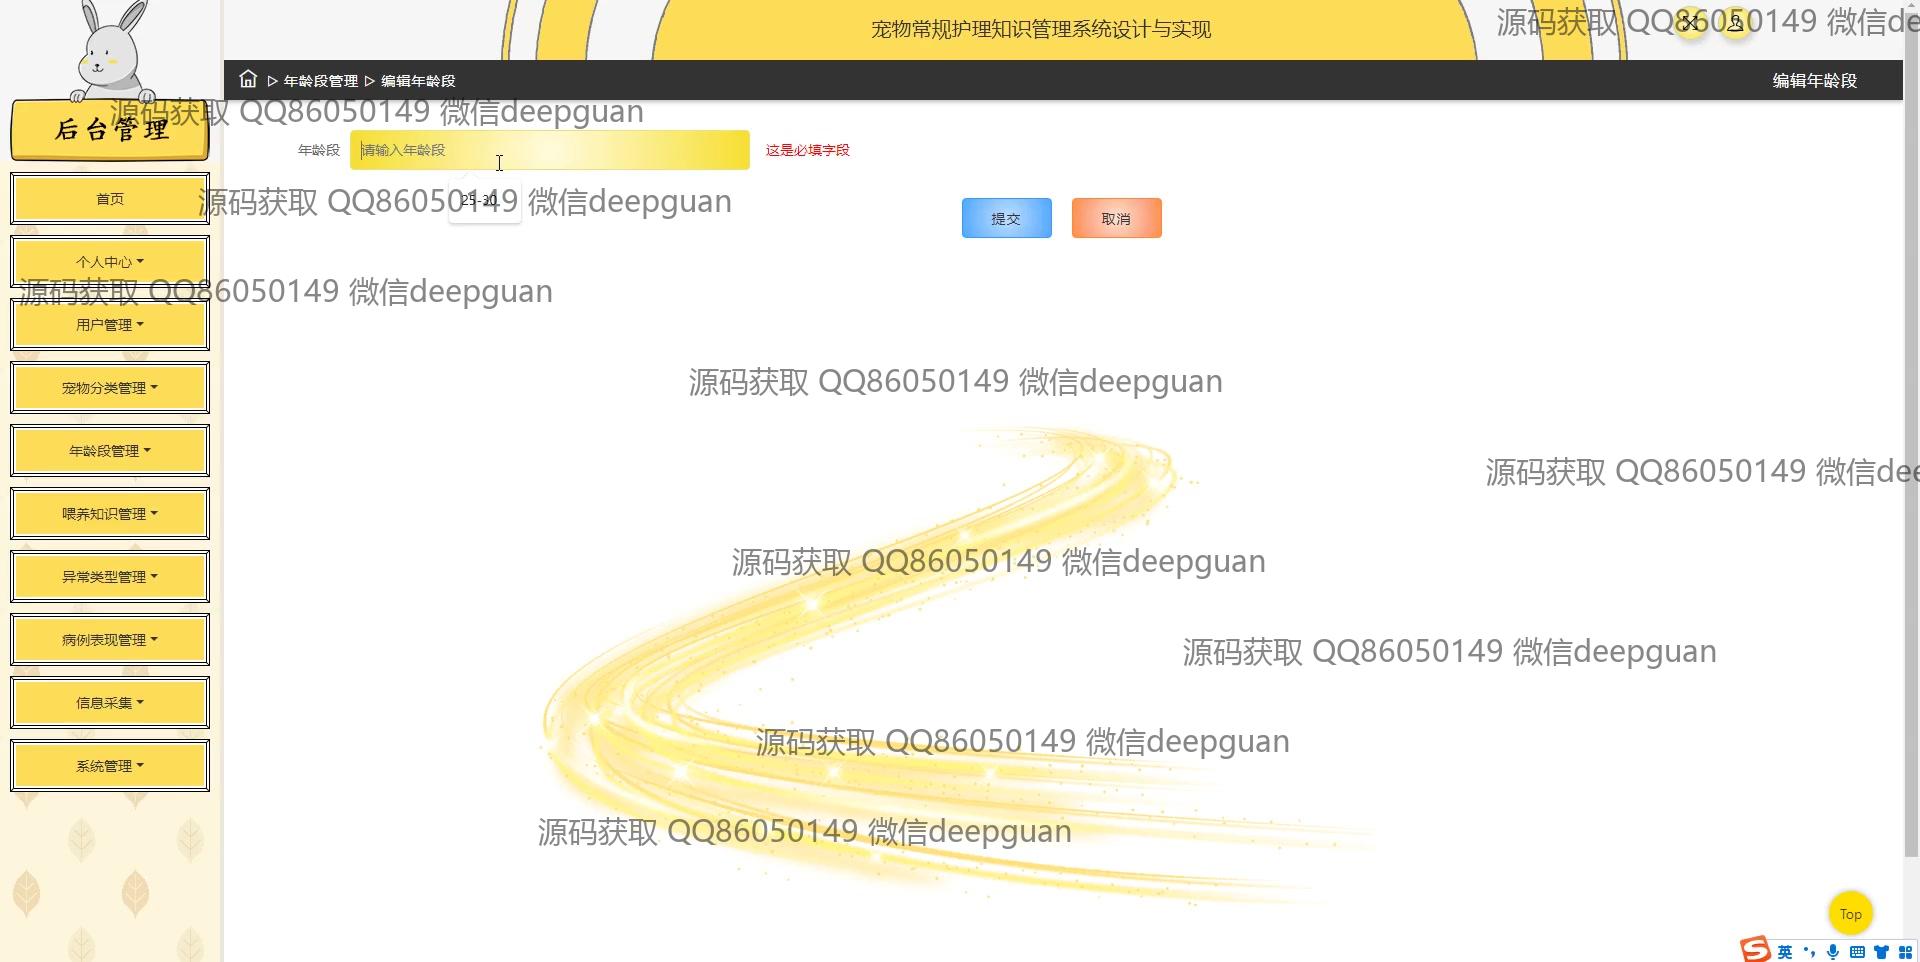 宠物常规护理知识管理系统设计与实现
源码获取 QQ86050149 微信de
年龄段管理 编辑年龄段
编辑年龄段
后台管理
源码获取 QQ86050149 微信deepguan
年龄段
请输入年龄段
这是必填字段
25-30
源码获取 QQ86050149 微信deepguan
提交
取消
首页
个人中心
源码获取 QQ86050149 微信deepguan
用户管理
宠物分类管理
源码获取 QQ86050149 微信deepguan
年龄段管理
源码获取 QQ86050149 微信dee
喂养知识管理
源码获取 QQ86050149 微信deepguan
异常类型管理
病例表现管理
源码获取 QQ86050149 微信deepguan
信息采集
源码获取 QQ86050149 微信deepguan
系统管理
源码获取 QQ86050149 微信deepguan
Top
S 英